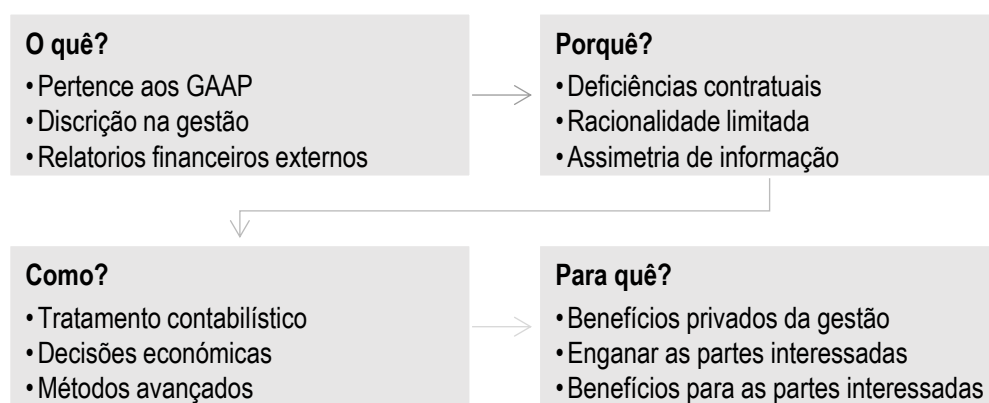 O quê?
•Pertence aos GAAP
•Discrição na gestão
•Relatorios financeiros externos
Porquê?
•Deficiências contratuais
•Racionalidade limitada
•Assimetria de informação
Como?
•Tratamento contabilístico
•Decisões económicas
•Métodos avançados
Para quê?
•Benefícios privados da gestão
•Enganar as partes interessadas
•Benefícios para as partes interessadas